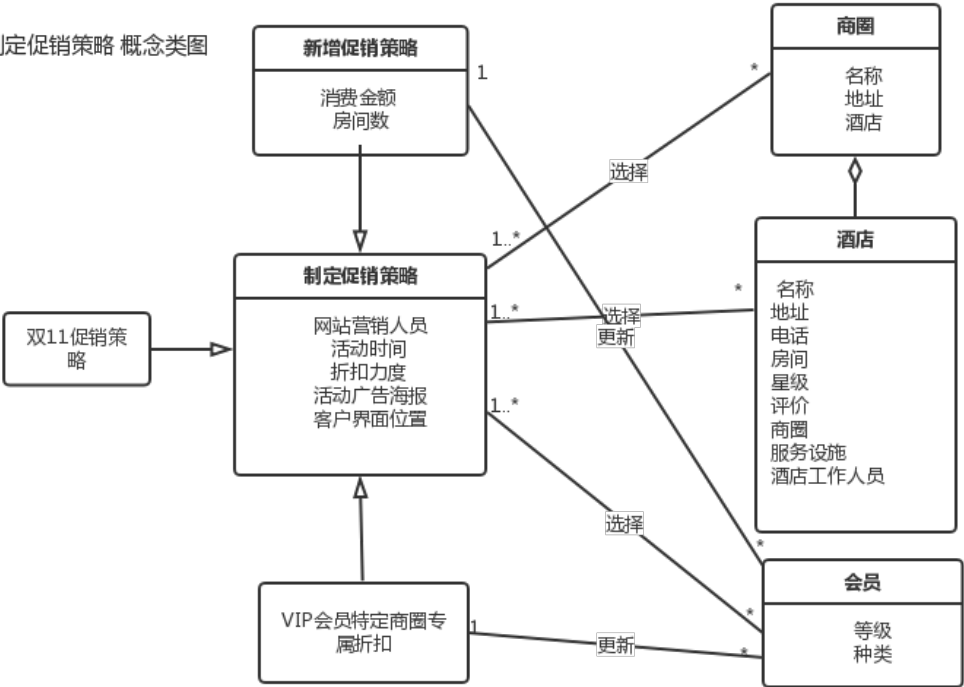 定促销策略 概念类图
新增促销策略
消费金额
房间数
1
商圈
名称
地址
酒店
*
选择
1..*
制定促销策略
网站营销人员
活动时间
折扣力度
活动广告海报
客户界面位置
双11促销策
略
1..*
选择
*
更新
酒店
名称
地址
电话
房间
星级
评价
商圈
服务设施
酒店工作人员
1..*
选择
*
*
VIP会员特定商圈专
属折扣
1
更新
*
会员
等级
种类